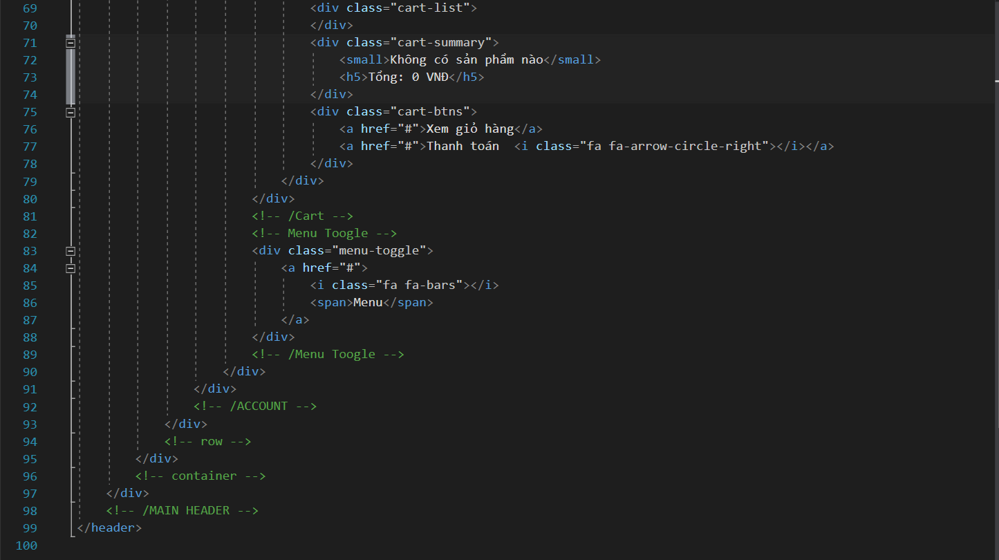 69 <div class="cart-list">
70 </div>
71 <div class="cart-summary">
72 <small>Không có sản phẩm nào</small>
73 <h5>Tổng: 0 VNĐ</h5>
74 </div>
75 <div class="cart-btns">
76 <a href="#">Xem giỏ hàng</a>
77 <a href="#">Thanh toán  <i class="fa fa-arrow-circle-right"></i></a>
78 </div>
79 </div>
80 </div>
81 <!-- /Cart -->
82 <!-- Menu Toogle -->
83 <div class="menu-toggle">
84 <a href="#">
85 <i class="fa fa-bars"></i>
86 <span>Menu</span>
87 </a>
88 </div>
89 <!-- /Menu Toogle -->
90 </div>
91 </div>
92 <!-- /ACCOUNT -->
93 </div>
94 <!-- row -->
95 </div>
96 <!-- container -->
97 </div>
98 <!-- /MAIN HEADER -->
99 </header>
100